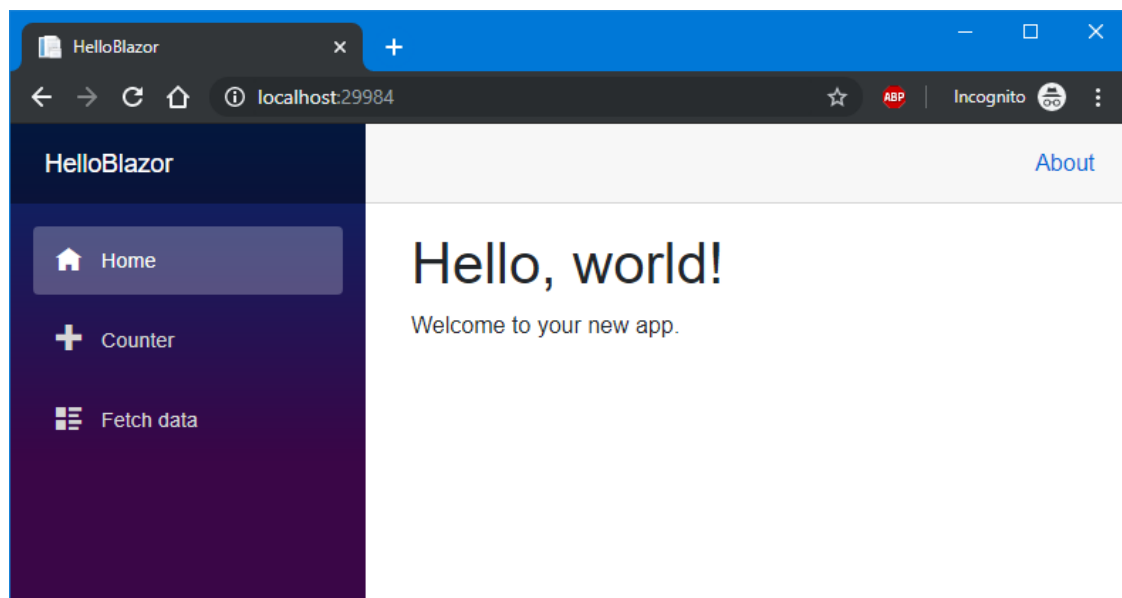 HelloBlazor
localhost:29984
ABP
Incognito
HelloBlazor
About
Home
Counter
Fetch data
Hello, world!
Welcome to your new app.